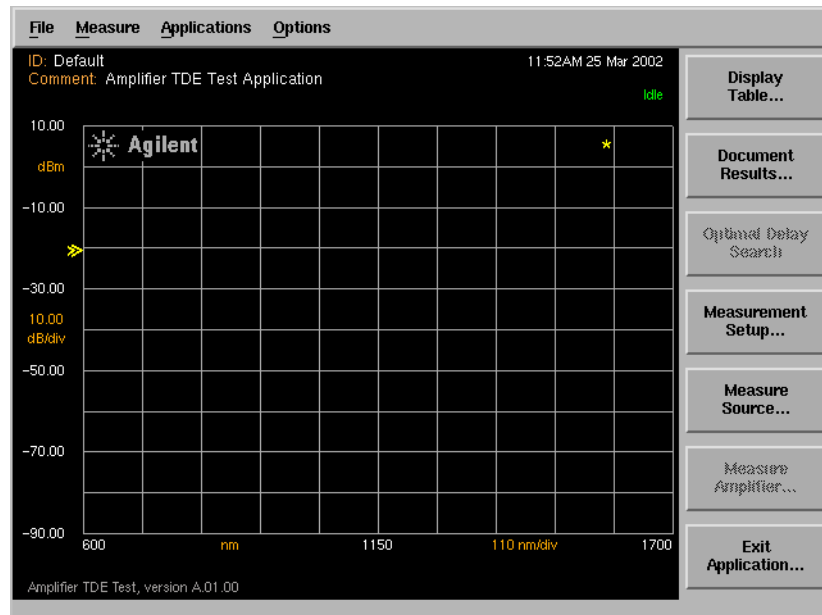 File Measure Applications Options
ID: Default
11:52AM 25 Mar 2002
Comment: Amplifier TDE Test Application
Idle
10.00
Agilent
dBm
-10.00
-30.00
10.00
dB/div
-50.00
-70.00
-90.00
600 nm 1150 110 nm/div 1700
Amplifier TDE Test, version A.01.00
Display
Table...
Document
Results...
Optimal Delay
Search
Measurement
Setup...
Measure
Source...
Measure
Amplifier...
Exit
Application...